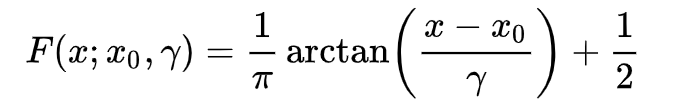 F(x; x₀, γ) = 1/π arctan((x − x₀)/γ) + 1/2